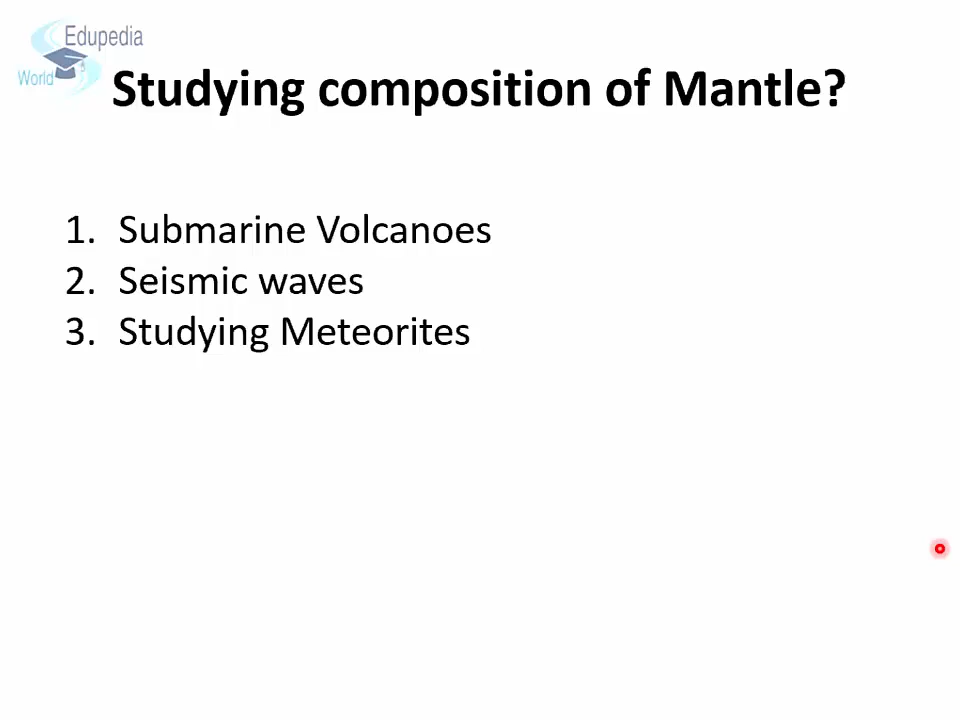 Edupedia
World
Studying composition of Mantle?
1. Submarine Volcanoes
2. Seismic waves
3. Studying Meteorites